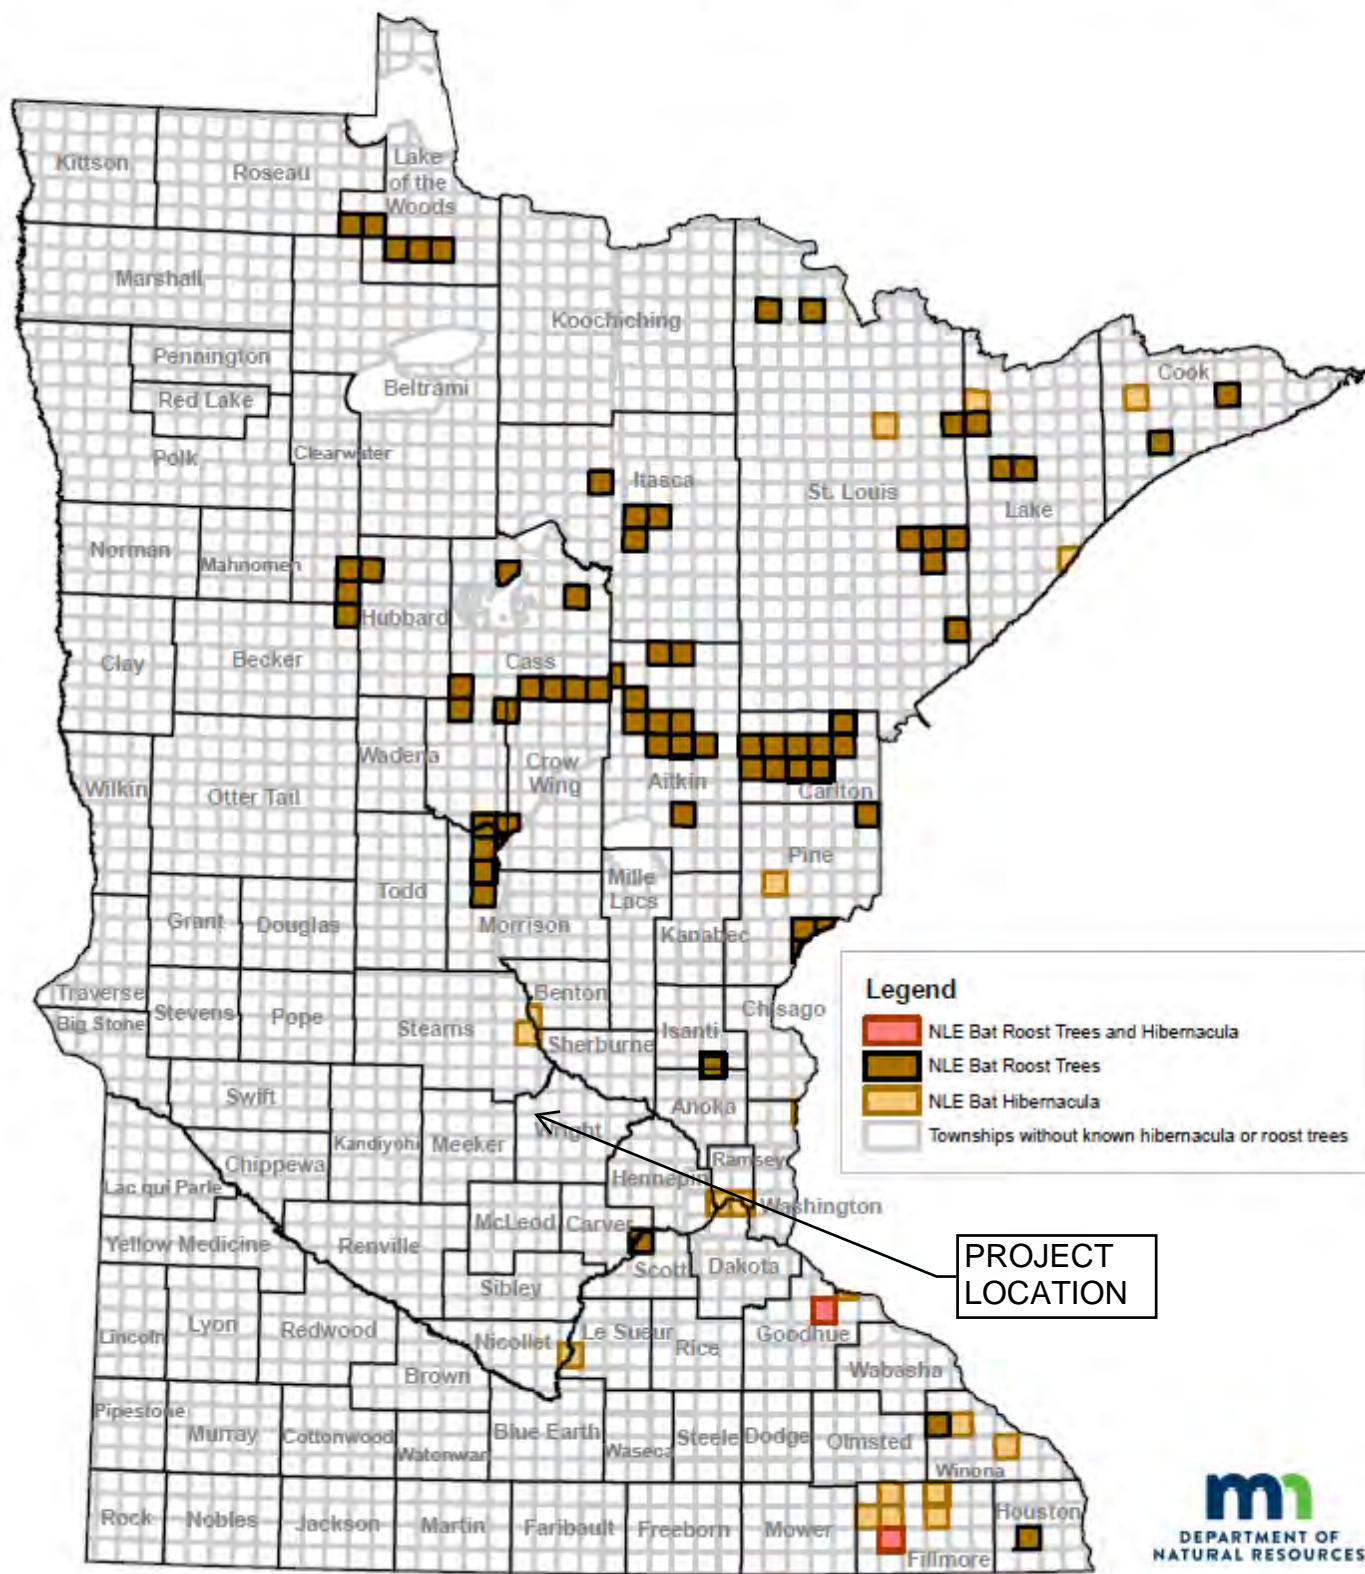 Kittson
Roseau
Lake
of the
Woods
Marshall
Koochiching
Pennington
Red Lake
Beltrami
Cook
Polk
Clearwater
Itasca
St. Louis
Lake
Norman
Mahnomen
Hubbard
Clay
Becker
Cass
Wadena
Crow
Wing
Aitkin
Carlton
Wilkin
Otter Tail
Pine
Todd
Mille
Lacs
Grant
Douglas
Morrison
Kanabec
Traverse
Big Stone
Stevens
Pope
Stearns
Benton
Sherburne
Isanti
Chisago
Legend
NLE Bat Roost Trees and Hibernacula
NLE Bat Roost Trees
NLE Bat Hibernacula
Townships without known hibernacula or roost trees
Swift
Kandiyohi
Meeker
Wright
Anoka
Chippewa
Lac qui Parle
Hennepin
Ramsey
Washington
Yellow Medicine
Renville
McLeod
Carver
Scott
Dakota
PROJECT
LOCATION
Sibley
Lincoln
Lyon
Redwood
Nicollet
Le Sueur
Rice
Goodhue
Wabasha
Brown
Pipestone
Murray
Cottonwood
Watonwan
Blue Earth
Waseca
Steele
Dodge
Olmsted
Winona
Rock
Nobles
Jackson
Martin
Faribault
Freeborn
Mower
Fillmore
Houston
mn
DEPARTMENT OF
NATURAL RESOURCES